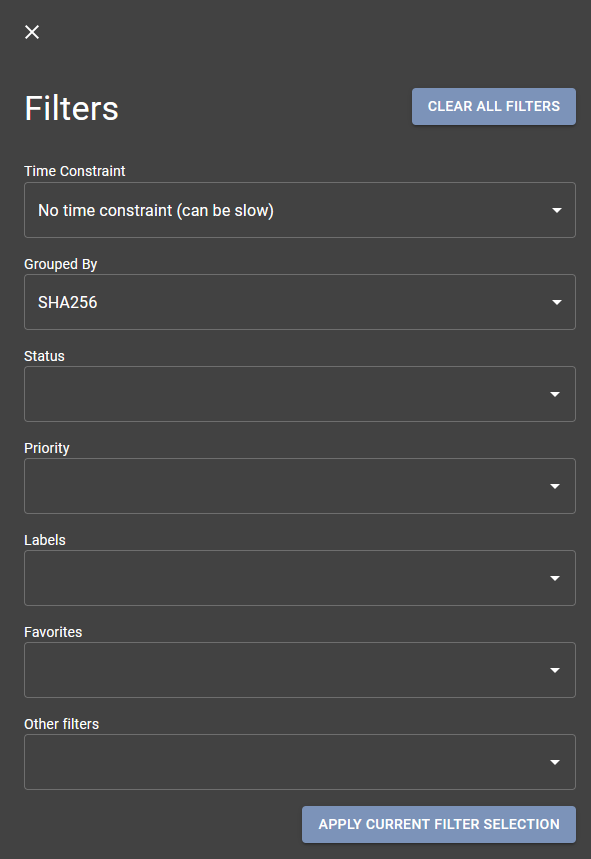 Filters
CLEAR ALL FILTERS
Time Constraint
No time constraint (can be slow)
Grouped By
SHA256
Status
Priority
Labels
Favorites
Other filters
APPLY CURRENT FILTER SELECTION